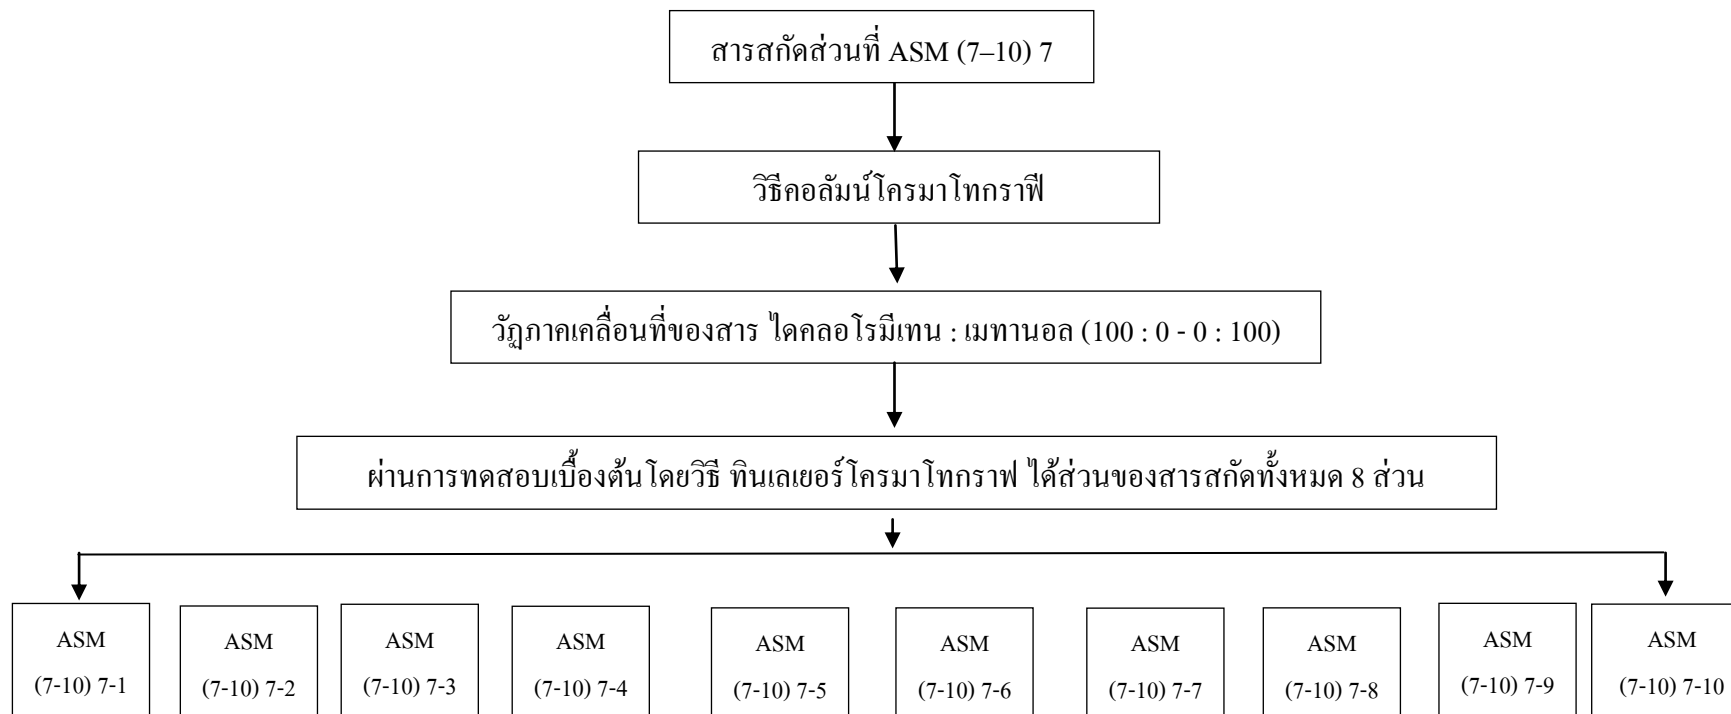 สารสกัดส่วนที่ ASM (7–10) 7
วิธีคอลัมน์โครมาโทกราฟี
วัฏภาคเคลื่อนที่ของสาร ไดคลอโรมีเทน : เมทานอล (100 : 0 - 0 : 100)
ผ่านการทดสอบเบื้องต้นโดยวิธี ทินเลเยอร์โครมาโทกราฟ ได้ส่วนของสารสกัดทั้งหมด 8 ส่วน
ASM
(7-10) 7-1
ASM
(7-10) 7-2
ASM
(7-10) 7-3
ASM
(7-10) 7-4
ASM
(7-10) 7-5
ASM
(7-10) 7-6
ASM
(7-10) 7-7
ASM
(7-10) 7-8
ASM
(7-10) 7-9
ASM
(7-10) 7-10